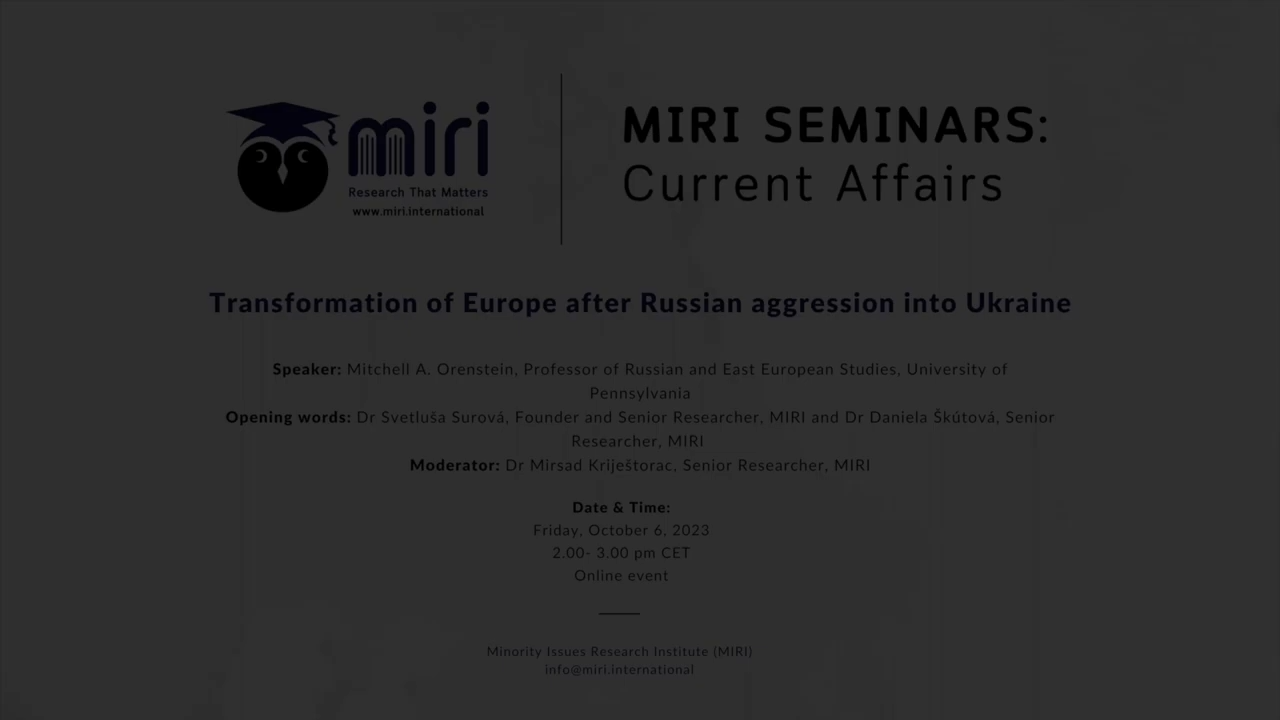 miri
Research That Matters
www.miri.international
MIRI SEMINARS:
Current Affairs
Transformation of Europe after Russian aggression into Ukraine
Speaker: Mitchell A. Orenstein, Professor of Russian and East European Studies, University of
Pennsylvania
Opening words: Dr Svetluša Surová, Founder and Senior Researcher, MIRI and Dr Daniela Škútová, Senior
Researcher, MIRI
Moderator: Dr Mirsad Kriještorac, Senior Researcher, MIRI
Date & Time:
Friday, October 6, 2023
2.00- 3.00 pm CET
Online event
Minority Issues Research Institute (MIRI)
info@miri.international